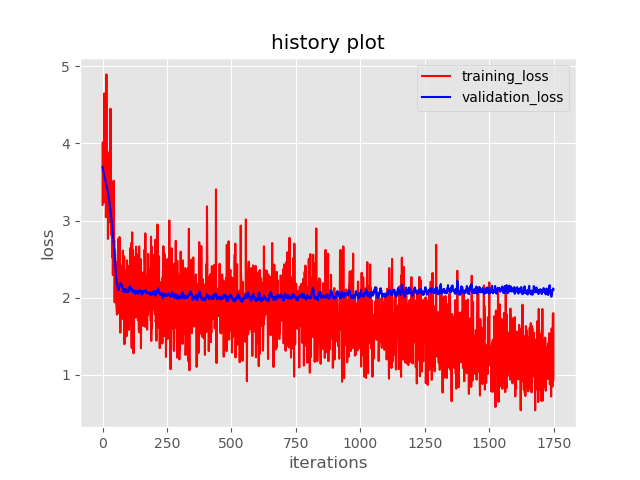 history plot
training_loss
validation_loss
5
4
3
2
1
loss
0 250 500 750 1000 1250 1500 1750
iterations